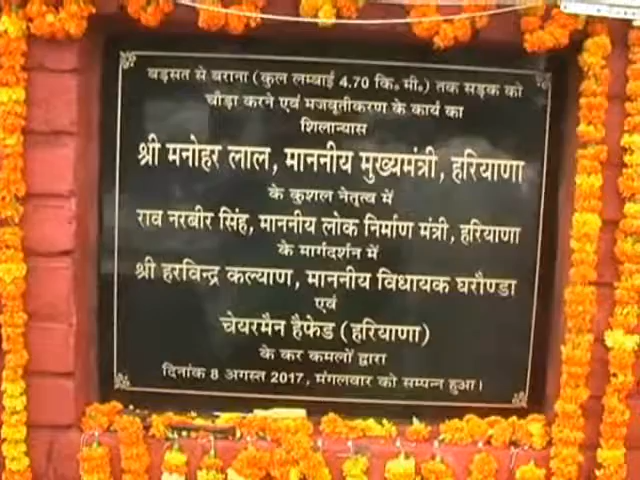 बड़सत से बराना (कुल लम्बाई 4.70 कि॰ मी॰) तक सड़क को
चौड़ा करने एवं मजबूतीकरण के कार्य का
शिलान्यास
श्री मनोहर लाल, माननीय मुख्यमंत्री, हरियाणा
के कुशल नेतृत्व में
राव नरबीर सिंह, माननीय लोक निर्माण मंत्री, हरियाणा
के मार्गदर्शन में
श्री हरविन्द्र कल्याण, माननीय विधायक घरौण्डा
एवं
चेयरमैन हैफेड (हरियाणा)
के कर कमलों द्वारा
दिनांक 8 अगस्त 2017, मंगलवार को सम्पन्न हुआ।